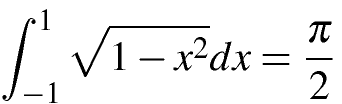 ∫_{-1}^{1} √(1 − x²) dx = π/2